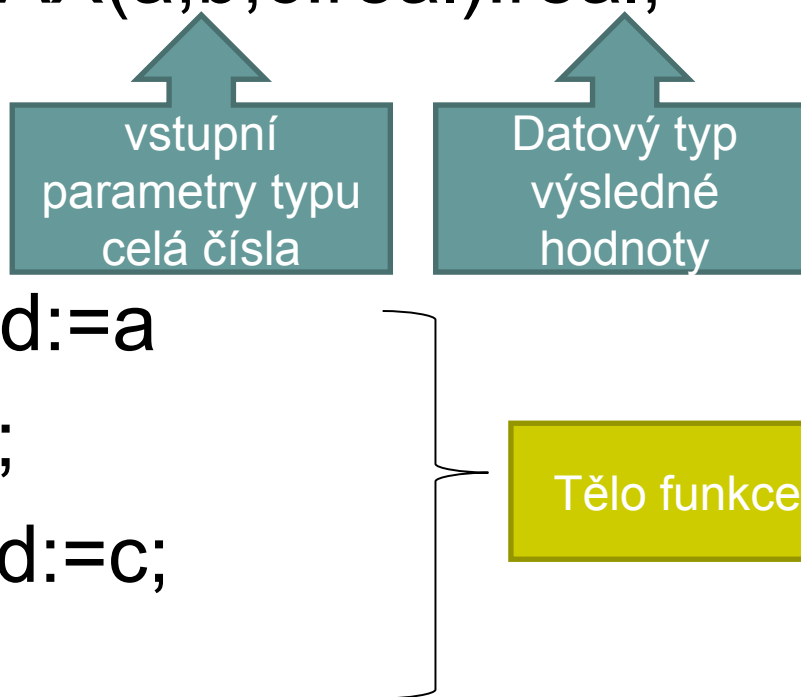 vstupní
parametry typu
celá čísla
Datový typ
výsledné
hodnoty
d:=a
;
d:=c;
Tělo funkce